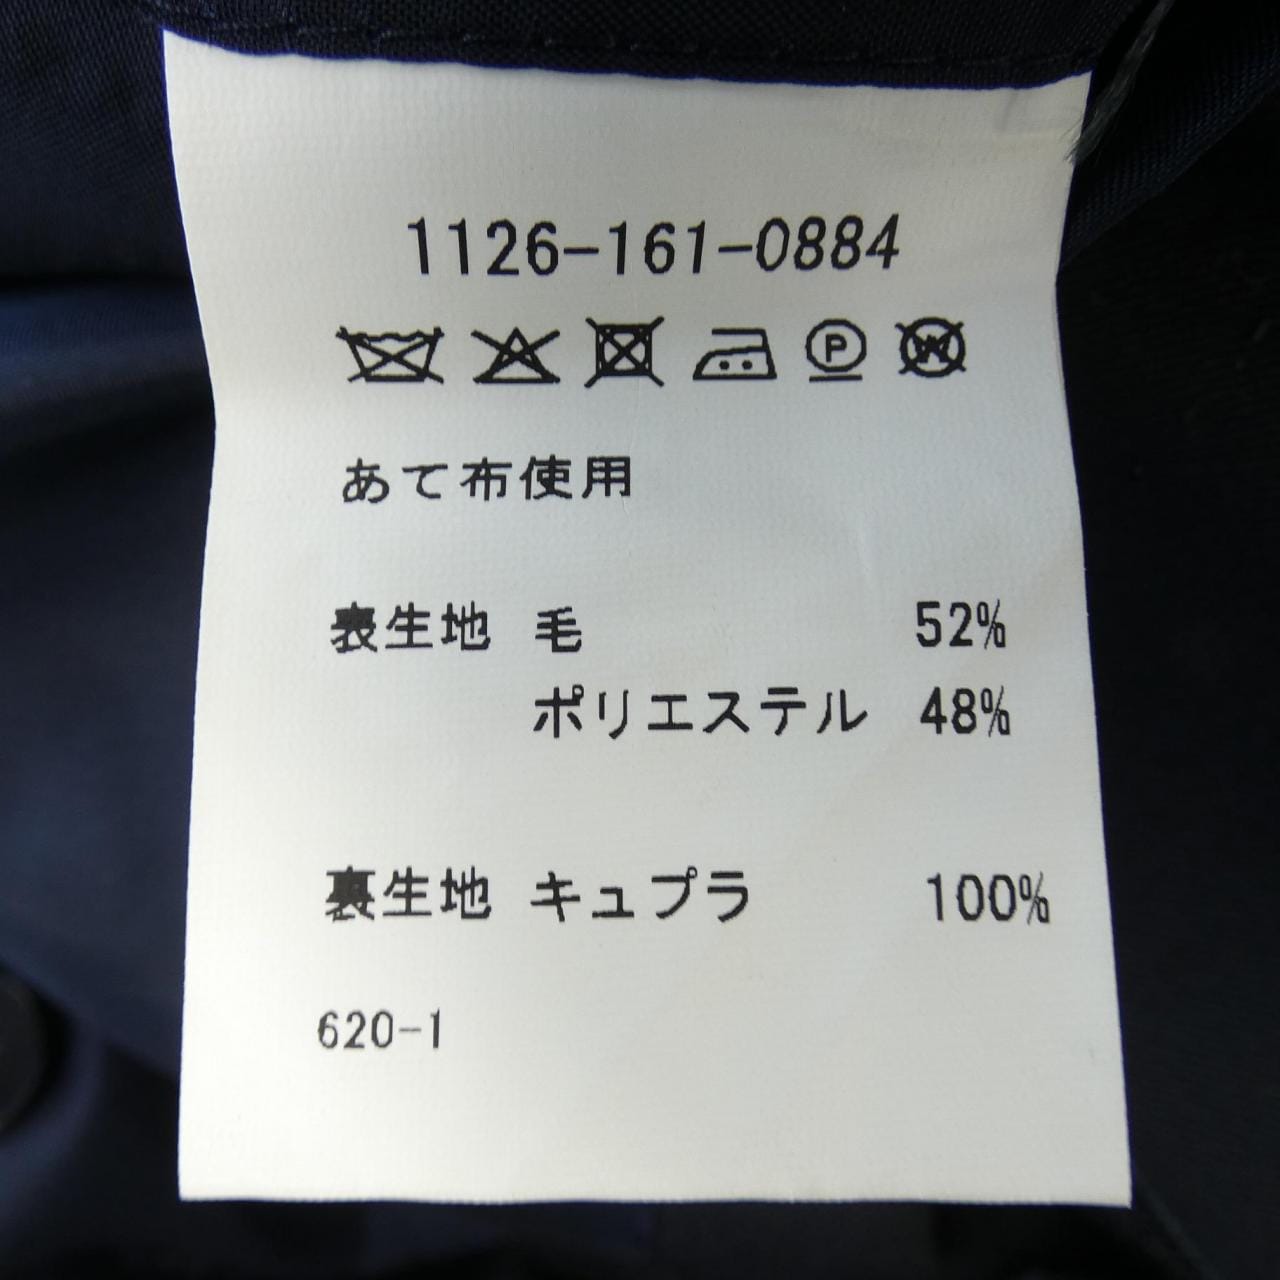 1126-161-0884
P W
あて布使用
表生地 毛 52%
ポリエステル 48%
裏生地 キュプラ 100%
620-1